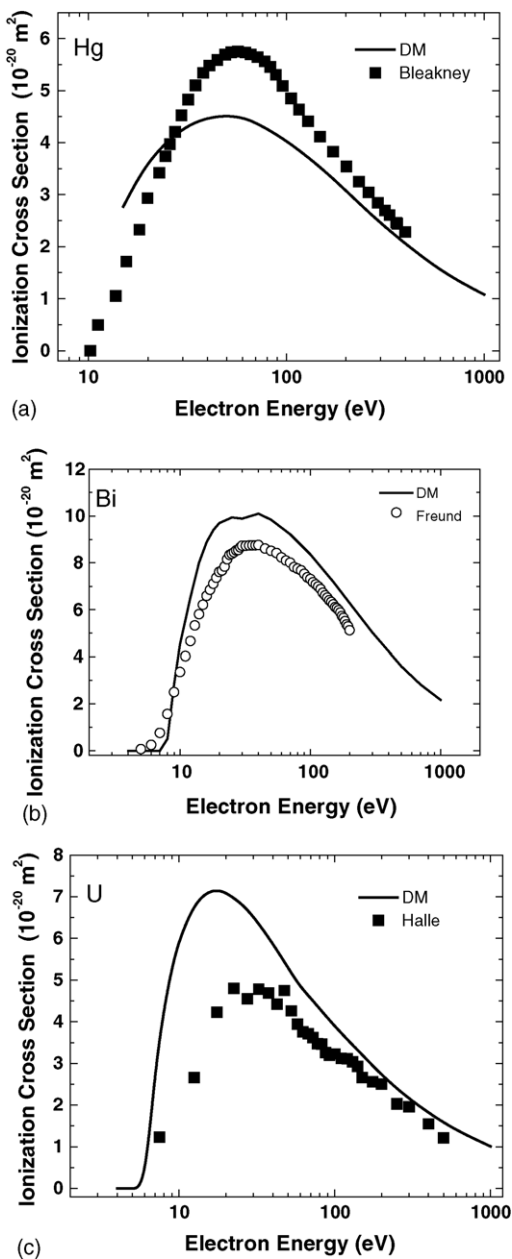 Hg
DM
Bleakney
Ionization Cross Section (10⁻²⁰ m²)
6
5
4
3
2
1
0
10
100
1000
Electron Energy (eV)
(a)
Bi
DM
Freund
Ionization Cross Section (10⁻²⁰ m²)
12
10
8
6
4
2
0
10
100
1000
Electron Energy (eV)
(b)
U
DM
Halle
Ionization Cross Section (10⁻²⁰ m²)
8
7
6
5
4
3
2
1
0
10
100
1000
Electron Energy (eV)
(c)